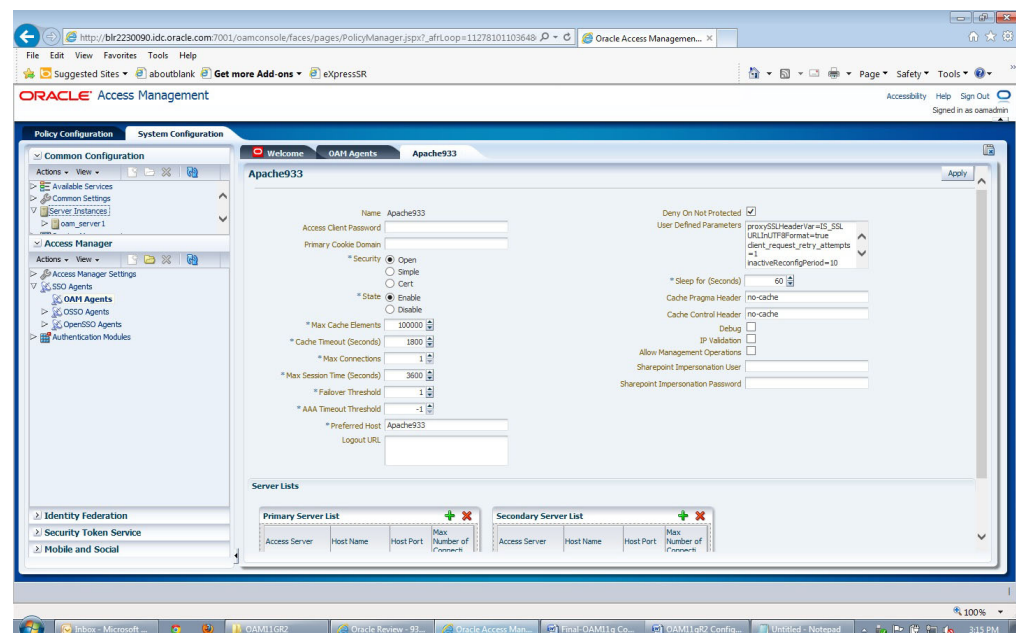 http://blr2230090.idc.oracle.com:7001/oamconsole/faces/pages/PolicyManager.jspx?_afrLoop=11278101103648
Oracle Access Managemen...
File Edit View Favorites Tools Help
Suggested Sites aboutblank Get more Add-ons eXpressSR
Page Safety Tools
ORACLE Access Management
Accessibility Help Sign Out
Signed in as oamadmin
Policy Configuration System Configuration
Common Configuration
Actions View
Available Services
Common Settings
Server Instances
oam_server1
Access Manager
Actions View
Access Manager Settings
SSO Agents
OAM Agents
OSSO Agents
OpenSSO Agents
Authentication Modules
Identity Federation
Security Token Service
Mobile and Social
Welcome OAM Agents Apache933
Apache933
Apply
Name Apache933
Access Client Password
Primary Cookie Domain
* Security Open
Simple
Cert
* State Enable
Disable
* Max Cache Elements 100000
* Cache Timeout (Seconds) 1800
* Max Connections 1
* Max Session Time (Seconds) 3600
* Failover Threshold 1
* AAA Timeout Threshold -1
* Preferred Host Apache933
Logout URL
Deny On Not Protected
User Defined Parameters proxySSLHeaderVar=IS_SSL
URLInUTF8Format=true
client_request_retry_attempts
=1
inactiveReconfigPeriod=10
* Sleep for (Seconds) 60
Cache Pragma Header no-cache
Cache Control Header no-cache
Debug
IP Validation
Allow Management Operations
Sharepoint Impersonation User
Sharepoint Impersonation Password
Server Lists
Primary Server List
Access Server Host Name Host Port Max Number of Connecti
Secondary Server List
Access Server Host Name Host Port Max Number of Connecti
100%
Inbox - Microsoft ... OAM11GR2 Oracle Review - 93... Oracle Access Man... Final-OAM11g Co... OAM11gR2 Config... Untitled - Notepad 3:15 PM